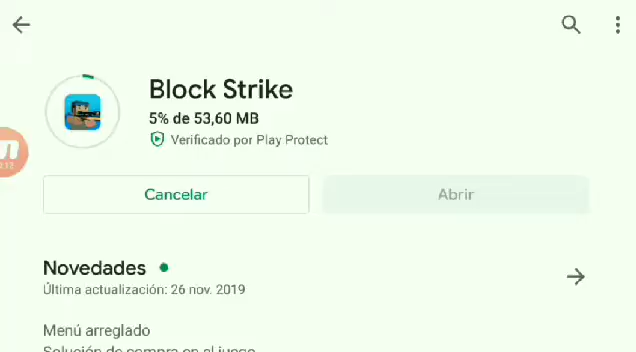 Block Strike
5% de 53,60 MB
Verificado por Play Protect
Cancelar
Abrir
Novedades
Última actualización: 26 nov. 2019
Menú arreglado
Solución de compra en el juego